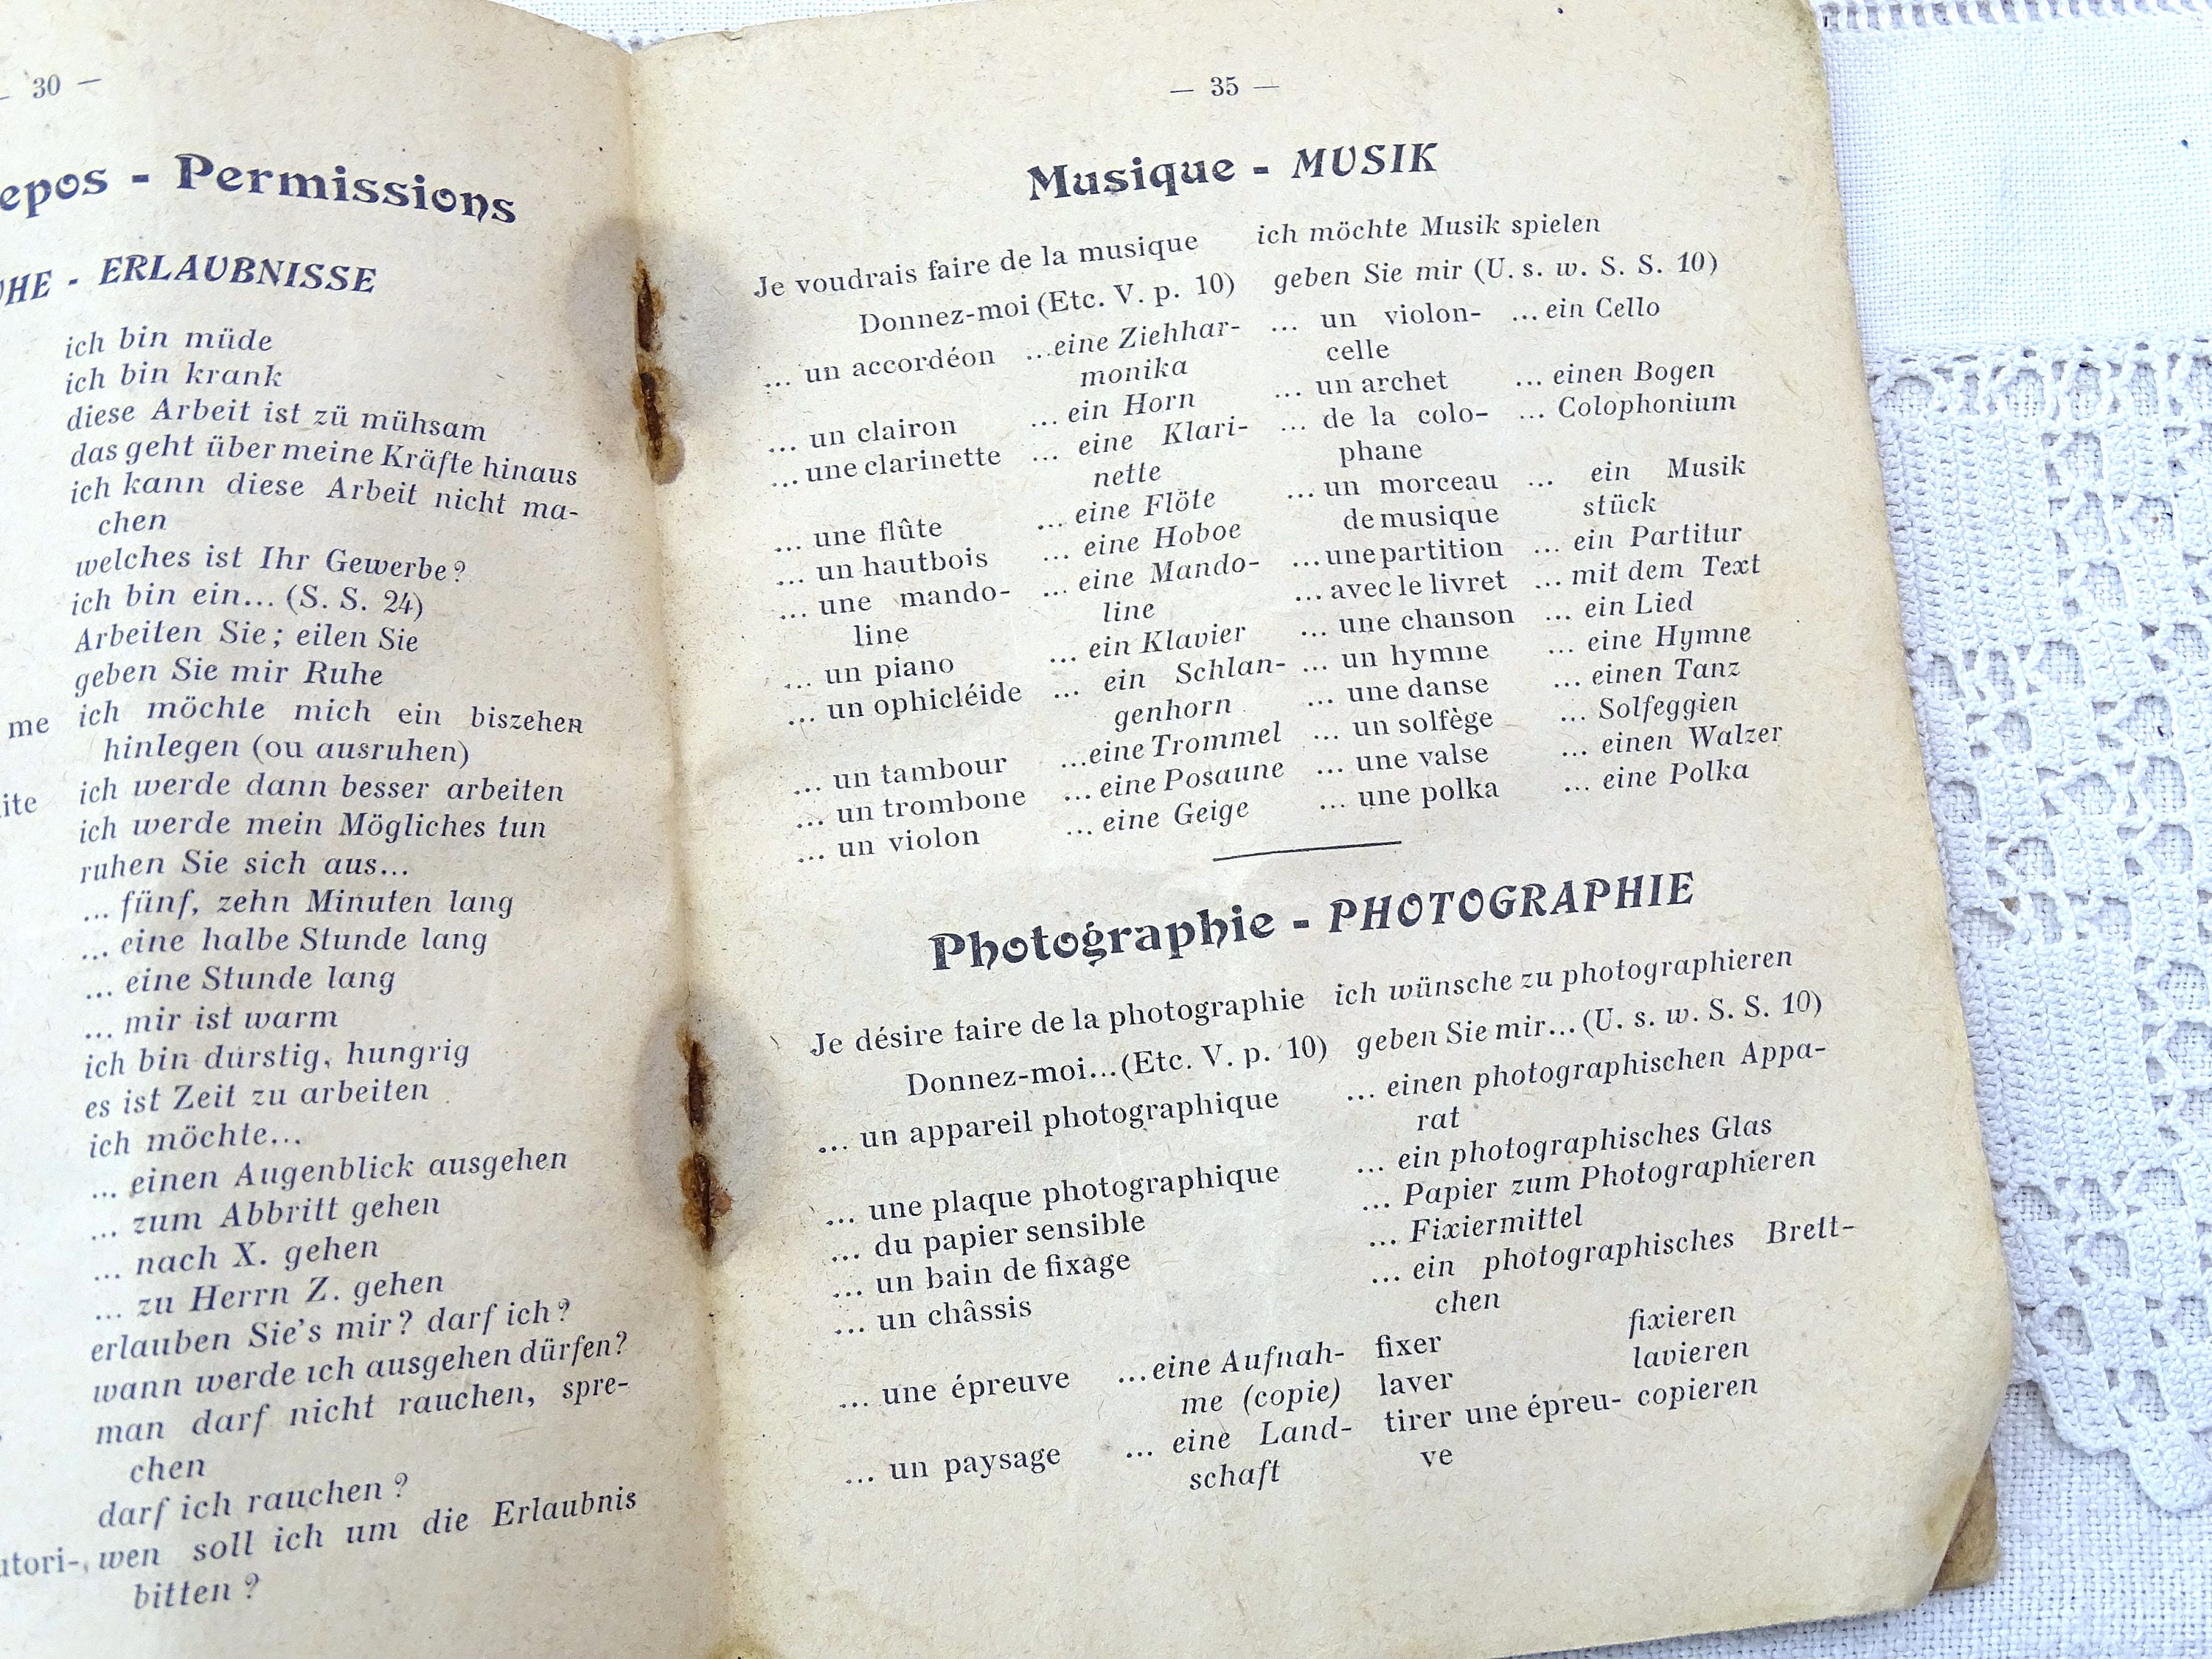 — 30 —
epos - Permissions
HE - ERLAUBNISSE
ich bin müde
ich bin krank
diese Arbeit ist zü mühsam
das geht über meine Kräfte hinaus
ich kann diese Arbeit nicht ma-
chen
welches ist Ihr Gewerbe?
ich bin ein... (S. S. 24)
Arbeiten Sie; eilen Sie
geben Sie mir Ruhe
me ich möchte mich ein biszehen
hinlegen (ou ausruhen)
ite ich werde dann besser arbeiten
ich werde mein Mögliches tun
ruhen Sie sich aus...
... fünf, zehn Minuten lang
... eine halbe Stunde lang
... eine Stunde lang
... mir ist warm
ich bin durstig, hungrig
es ist Zeit zu arbeiten
ich möchte...
... einen Augenblick ausgehen
... zum Abbritt gehen
... nach X. gehen
... zu Herrn Z. gehen
erlauben Sie's mir? darf ich?
wann werde ich ausgehen dürfen?
man darf nicht rauchen, spre-
chen
darf ich rauchen?
utori-, wen soll ich um die Erlaubnis
bitten?
— 35 —
Musique - MUSIK
Je voudrais faire de la musique ich möchte Musik spielen
Donnez-moi (Etc. V. p. 10) geben Sie mir (U. s. w. S. S. 10)
... un accordéon ...eine Ziehhar-
monika
... un clairon ... ein Horn
... une clarinette ... eine Klari-
nette
... une flûte ... eine Flöte
... un hautbois ... eine Hoboe
... une mando- ... eine Mando-
line line
... un piano ... ein Klavier
... un ophicléide ... ein Schlan-
genhorn
... un tambour ...eine Trommel
... un trombone ... eine Posaune
... un violon ... eine Geige
... un violon- ... ein Cello
celle
... un archet ... einen Bogen
... de la colo- ... Colophonium
phane
... un morceau ... ein Musik
de musique stück
... une partition ... ein Partitur
... avec le livret ... mit dem Text
... une chanson ... ein Lied
... un hymne ... eine Hymne
... une danse ... einen Tanz
... un solfège ... Solfeggien
... une valse ... einen Walzer
... une polka ... eine Polka
Photographie - PHOTOGRAPHIE
Je désire faire de la photographie ich wünsche zu photographieren
Donnez-moi...(Etc. V. p. 10) geben Sie mir...(U. s. w. S. S. 10)
... un appareil photographique ... einen photographischen Appa-
rat
... une plaque photographique ... ein photographisches Glas
... du papier sensible ... Papier zum Photographieren
... un bain de fixage ... Fixiermittel
... un châssis ... ein photographisches Brett-
chen
... une épreuve ...eine Aufnah-
me (copie)
... un paysage ... eine Land-
schaft
fixer fixieren
laver lavieren
tirer une épreu- copieren
ve